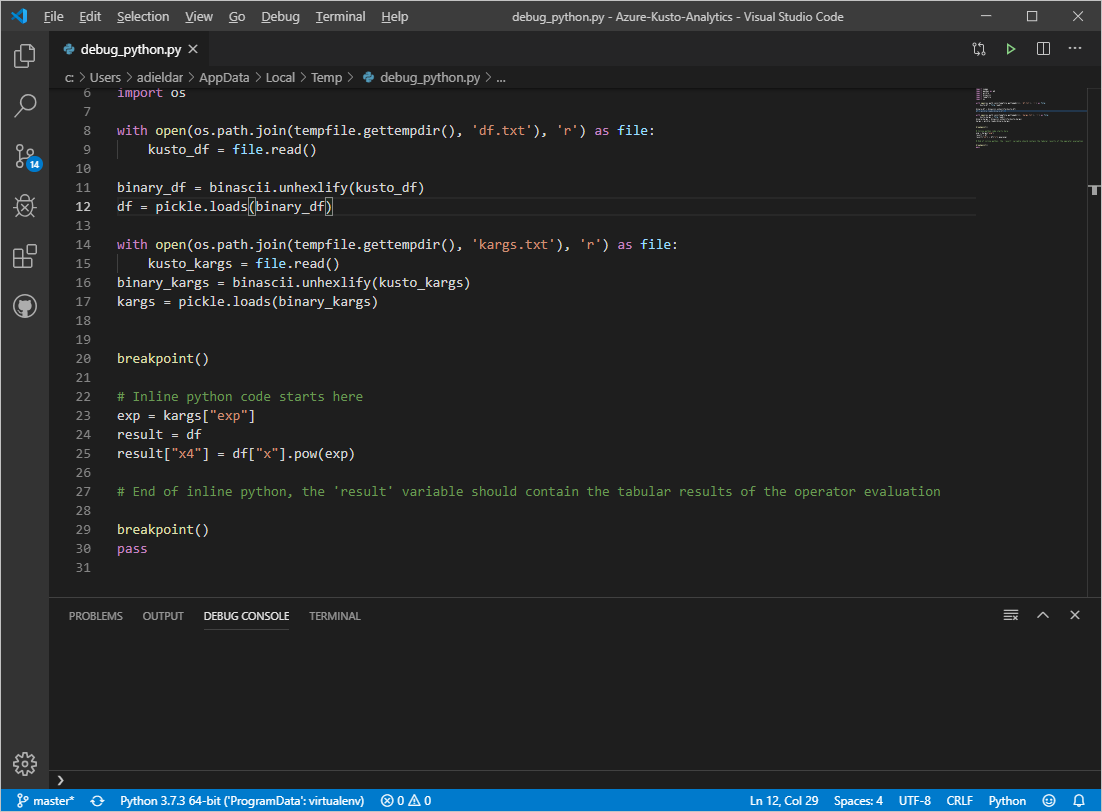 File Edit Selection View Go Debug Terminal Help debug_python.py - Azure-Kusto-Analytics - Visual Studio Code
debug_python.py
c: > Users > adieldar > AppData > Local > Temp > debug_python.py > ...
6 import os
7
8 with open(os.path.join(tempfile.gettempdir(), 'df.txt'), 'r') as file:
9     kusto_df = file.read()
10
11 binary_df = binascii.unhexlify(kusto_df)
12 df = pickle.loads(binary_df)
13
14 with open(os.path.join(tempfile.gettempdir(), 'kargs.txt'), 'r') as file:
15     kusto_kargs = file.read()
16 binary_kargs = binascii.unhexlify(kusto_kargs)
17 kargs = pickle.loads(binary_kargs)
18
19
20 breakpoint()
21
22 # Inline python code starts here
23 exp = kargs["exp"]
24 result = df
25 result["x4"] = df["x"].pow(exp)
26
27 # End of inline python, the 'result' variable should contain the tabular results of the operator evaluation
28
29 breakpoint()
30 pass
31
14
PROBLEMS OUTPUT DEBUG CONSOLE TERMINAL
master* Python 3.7.3 64-bit ('ProgramData': virtualenv) 0 0 Ln 12, Col 29 Spaces: 4 UTF-8 CRLF Python